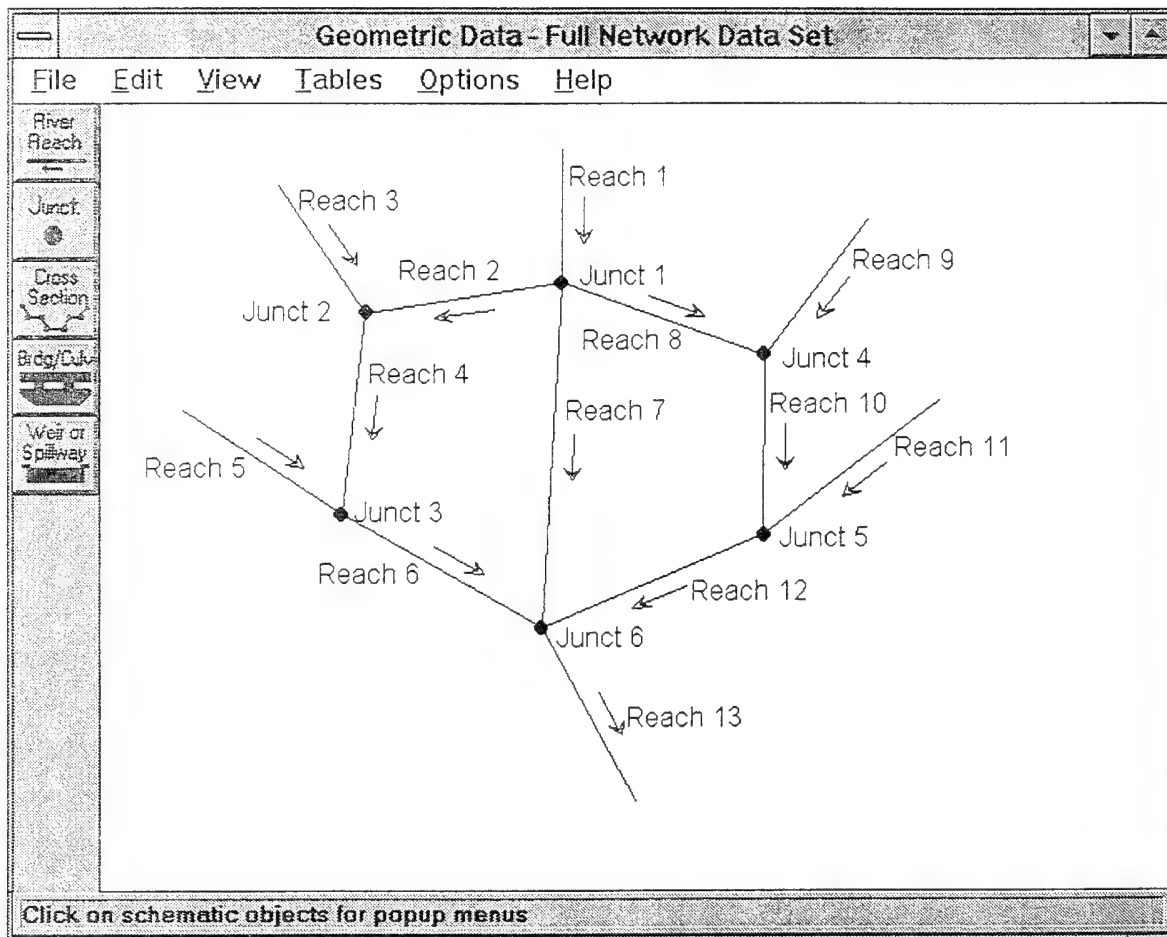 Geometric Data - Full Network Data Set
File Edit View Tables Options Help
River
Reach
Junct.
Cross
Section
Brdg/Culv
Weir or
Spillway
Reach 1
Reach 3
Reach 9
Reach 2
Junct 1
Junct 2
Reach 8
Junct 4
Reach 4
Reach 7
Reach 10
Reach 11
Reach 5
Junct 3
Junct 5
Reach 6
Reach 12
Junct 6
Reach 13
Click on schematic objects for popup menus